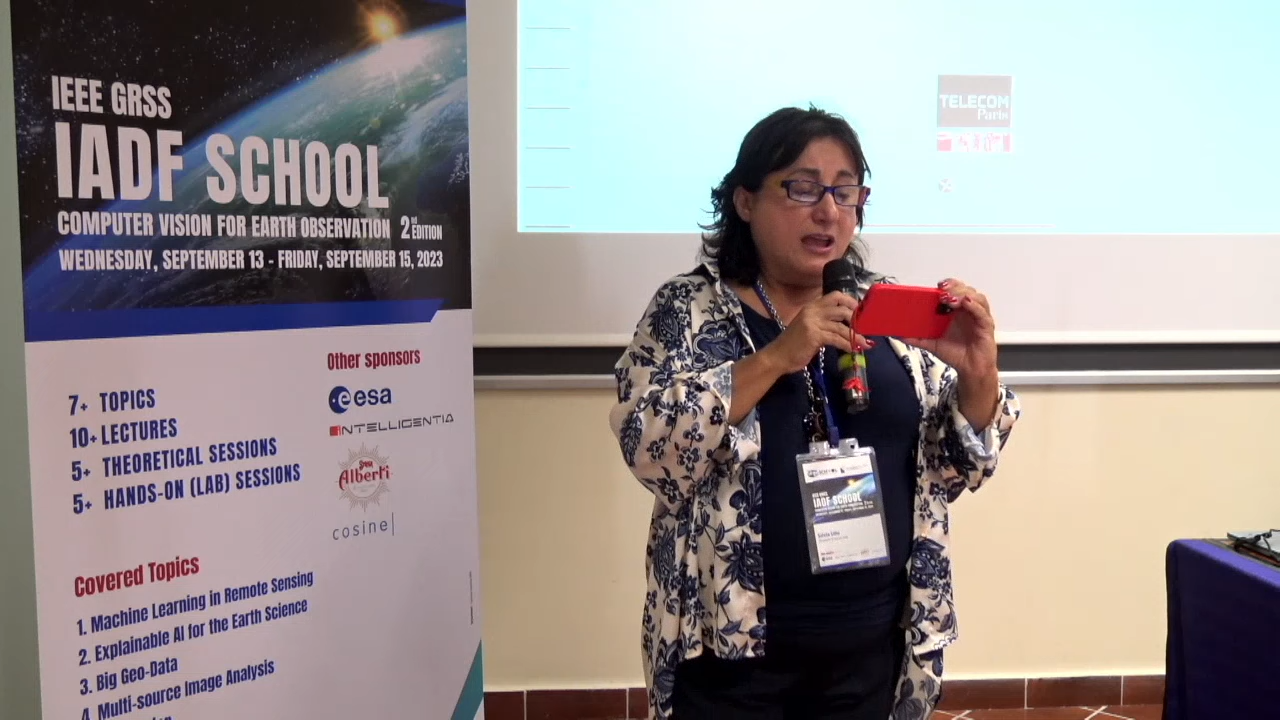 IEEE GRSS
IADF SCHOOL
COMPUTER VISION FOR EARTH OBSERVATION 2nd EDITION
WEDNESDAY, SEPTEMBER 13 - FRIDAY, SEPTEMBER 15, 2023
7+ TOPICS
10+ LECTURES
5+ THEORETICAL SESSIONS
5+ HANDS-ON (LAB) SESSIONS
Other sponsors
esa
INTELLIGENTIA
Alberti
cosine
Covered Topics
1. Machine Learning in Remote Sensing
2. Explainable AI for the Earth Science
3. Big Geo-Data
4. Multi-source Image Analysis
TELECOM
Paris
IADF SCHOOL